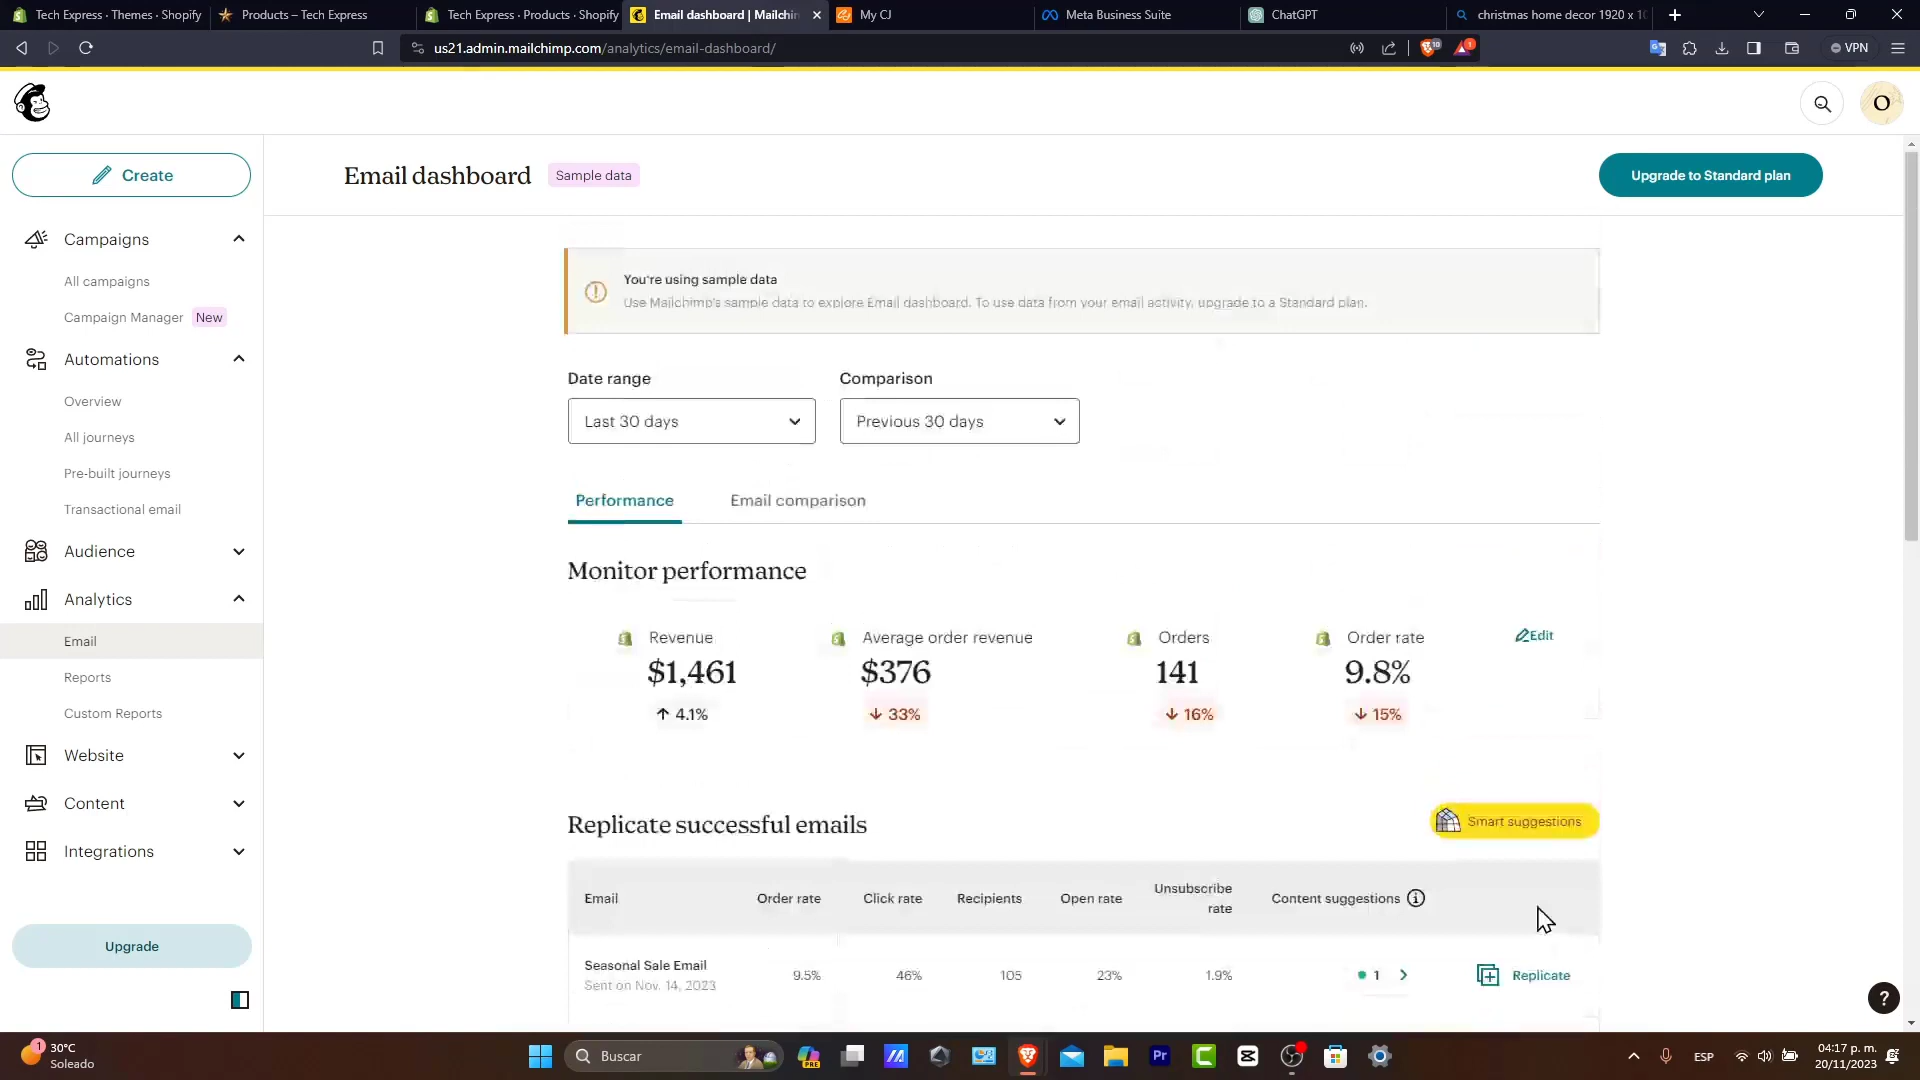 Tech Express · Themes · Shopify
Products – Tech Express
Tech Express · Products · Shopify
Email dashboard | Mailchim
My CJ
Meta Business Suite
ChatGPT
christmas home decor 1920 x 10
us21.admin.mailchimp.com/analytics/email-dashboard/
10
1
VPN
O
Create
Email dashboard
Sample data
Upgrade to Standard plan
Campaigns
All campaigns
Campaign Manager New
Automations
Overview
All journeys
Pre-built journeys
Transactional email
Audience
Analytics
Email
Reports
Custom Reports
Website
Content
Integrations
Upgrade
You're using sample data
Use Mailchimp's sample data to explore Email dashboard. To use data from your email activity, upgrade to a Standard plan.
Date range
Comparison
Last 30 days
Previous 30 days
Performance
Email comparison
Monitor performance
Revenue
Average order revenue
Orders
Order rate
Edit
$1,461
$376
141
9.8%
↑ 4.1%
↓ 33%
↓ 16%
↓ 15%
Replicate successful emails
Smart suggestions
Email
Order rate
Click rate
Recipients
Open rate
Unsubscribe
rate
Content suggestions
Seasonal Sale Email
Sent on Nov. 14, 2023
9.5%
46%
105
23%
1.9%
1
Replicate
?
1
30°C
Soleado
Buscar
PRE
Pr
ESP
04:17 p. m.
20/11/2023